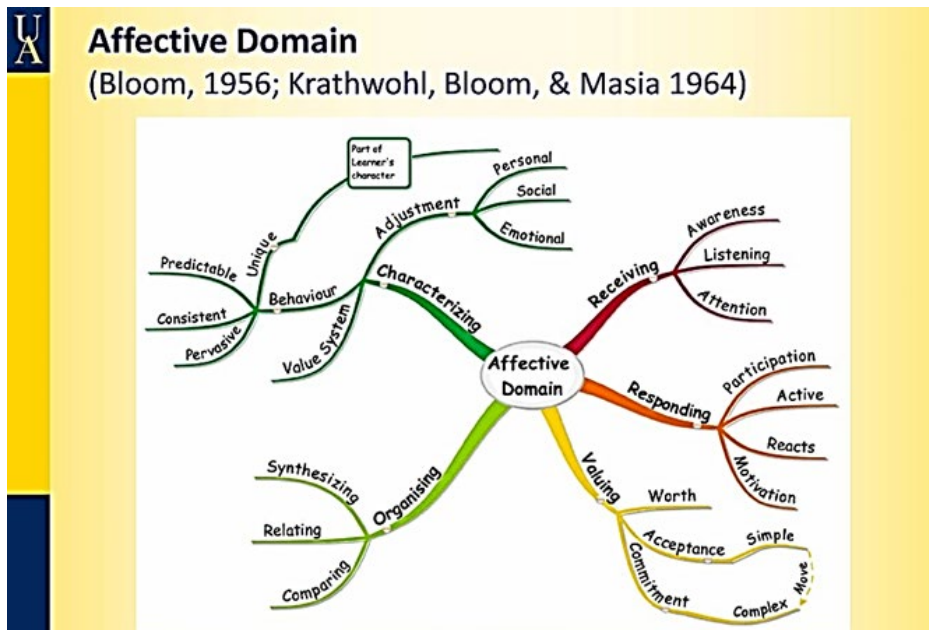 UA
Affective Domain
(Bloom, 1956; Krathwohl, Bloom, & Masia 1964)
Affective
Domain
Receiving
Awareness
Listening
Attention
Responding
Participation
Active
Reacts
Motivation
Valuing
Worth
Acceptance
Simple
Move
Commitment
Complex
Organising
Synthesizing
Relating
Comparing
Characterizing
Adjustment
Personal
Social
Emotional
Behaviour
Unique
Part of
Learner's
character
Predictable
Consistent
Pervasive
Value System